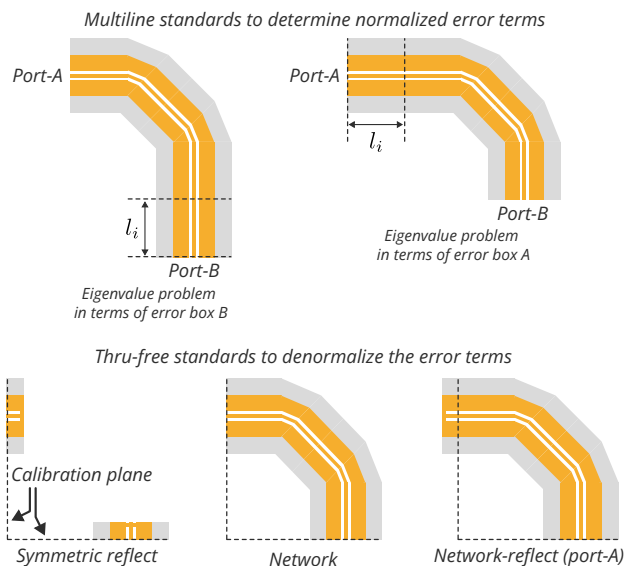 Multiline standards to determine normalized error terms
Port-A
l_i
Port-B
Eigenvalue problem
in terms of error box B
Port-A
l_i
Port-B
Eigenvalue problem
in terms of error box A
Thru-free standards to denormalize the error terms
Calibration plane
Symmetric reflect
Network
Network-reflect (port-A)